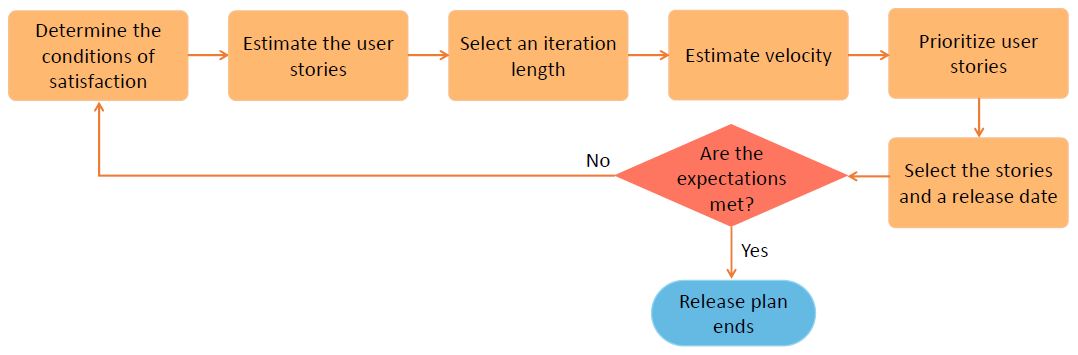 Determine the
conditions of
satisfaction
Estimate the user
stories
Select an iteration
length
Estimate velocity
Prioritize user
stories
Select the stories
and a release date
Are the
expectations
met?
No
Yes
Release plan
ends